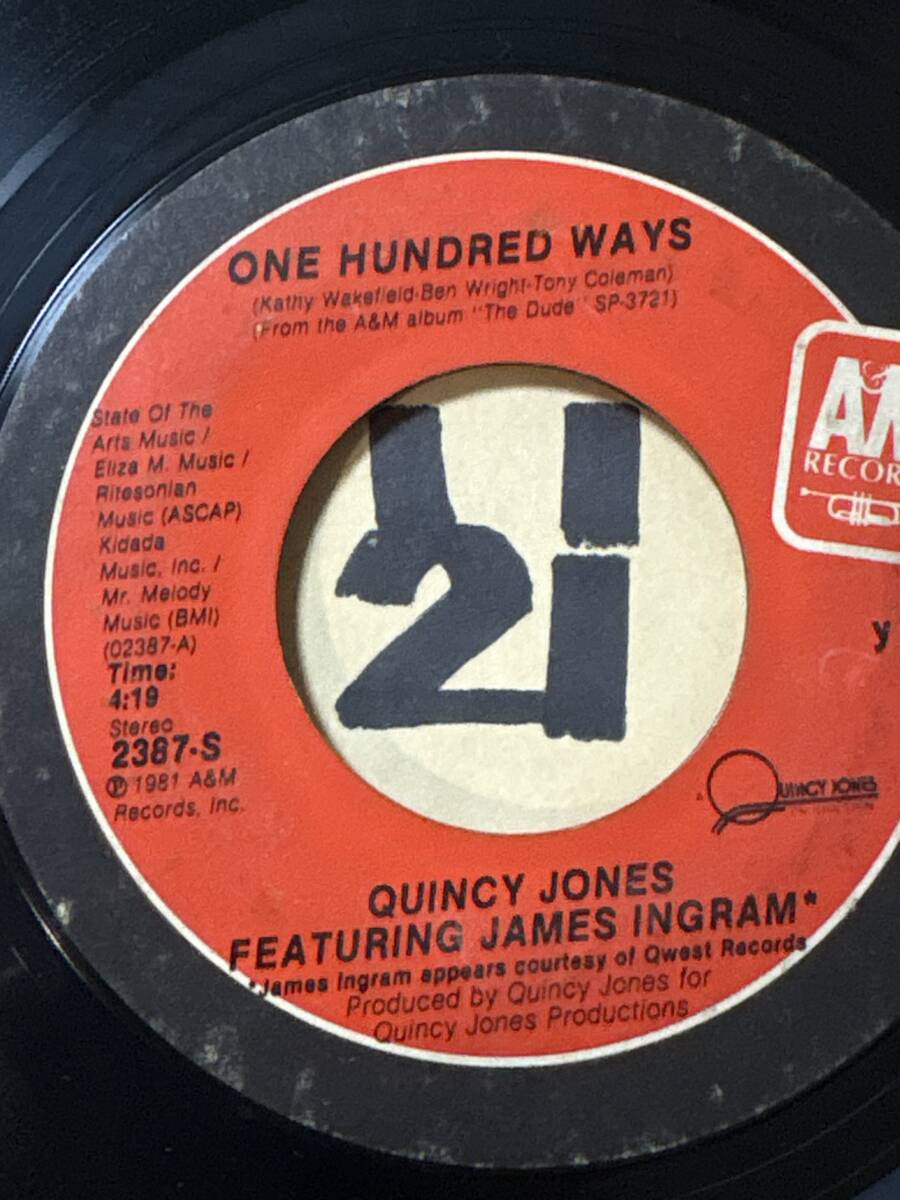 ONE HUNDRED WAYS
(Kathy Wakefield-Ben Wright-Tony Coleman)
(From the A&M album "The Dude" SP-3721)
State Of The
Arts Music /
Eliza M. Music /
Ritesonian
Music (ASCAP)
Kidada
Music, Inc. /
Mr. Melody
Music (BMI)
(02387-A)
Time:
4:19
Stereo
2387-S
℗ 1981 A&M
Records, Inc.
21
y
QUINCY JONES
QUINCY JONES
FEATURING JAMES INGRAM*
*James Ingram appears courtesy of Qwest Records
Produced by Quincy Jones for
Quincy Jones Productions